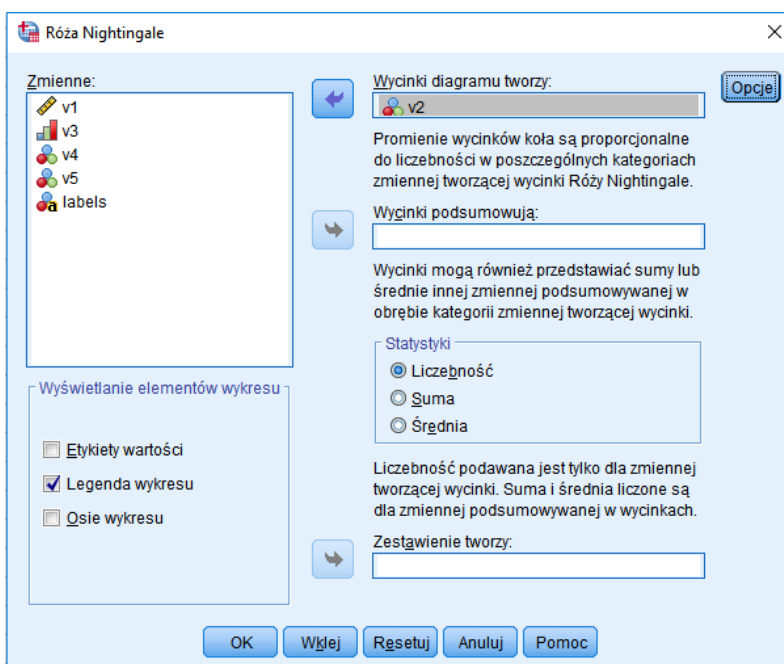 Róża Nightingale
Zmienne:
v1
v3
v4
v5
labels
Wyświetlanie elementów wykresu
Etykiety wartości
Legenda wykresu
Osie wykresu
Wycinki diagramu tworzy:
v2
Opcje
Promienie wycinków koła są proporcjonalne
do liczebności w poszczególnych kategoriach
zmiennej tworzącej wycinki Róży Nightingale.
Wycinki podsumowują:
Wycinki mogą również przedstawiać sumy lub
średnie innej zmiennej podsumowywanej w
obrębie kategorii zmiennej tworzącej wycinki.
Statystyki
Liczebność
Suma
Średnia
Liczebność podawana jest tylko dla zmiennej
tworzącej wycinki. Suma i średnia liczone są
dla zmiennej podsumowywanej w wycinkach.
Zestawienie tworzy:
OK
Wklej
Resetuj
Anuluj
Pomoc